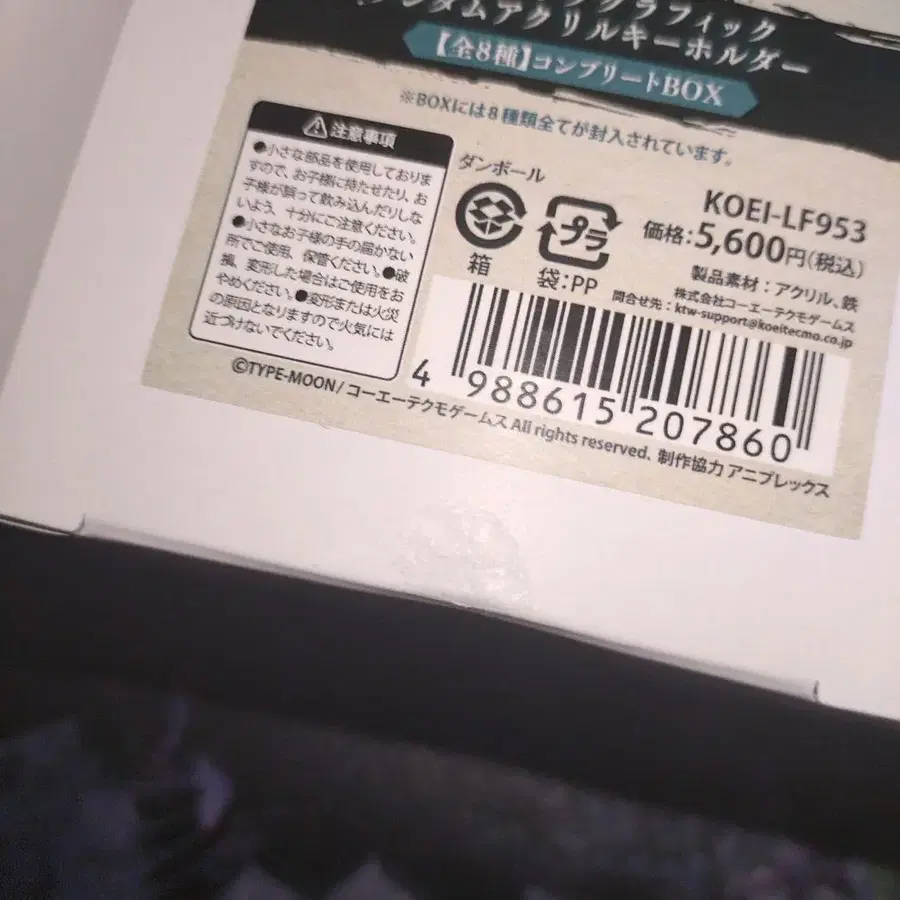 グラフィック
ンダムアクリルキーホルダー
【全8種】コンプリートBOX
※BOXには8種類全てが封入されています。
注意事項
●小さな部品を使用しておりま
すので、お子様に持たせたり、お
子様が誤って飲み込んだりしな
いよう、十分にご注意ください。
●小さなお子様の手の届かない
所でご使用、保管ください。●破
損、変形した場合はご使用をお
やめください。●変形または火災
の原因となりますので火気には
近づけないでください。
ダンボール
箱
プラ
袋:PP
KOEI-LF953
価格:5,600円(税込)
製品素材:アクリル、鉄
株式会社コーエーテクモゲームス
問合せ先:ktw-support@koeitecmo.co.jp
4 988615 207860
©TYPE-MOON/コーエーテクモゲームス All rights reserved. 制作協力 アニプレックス